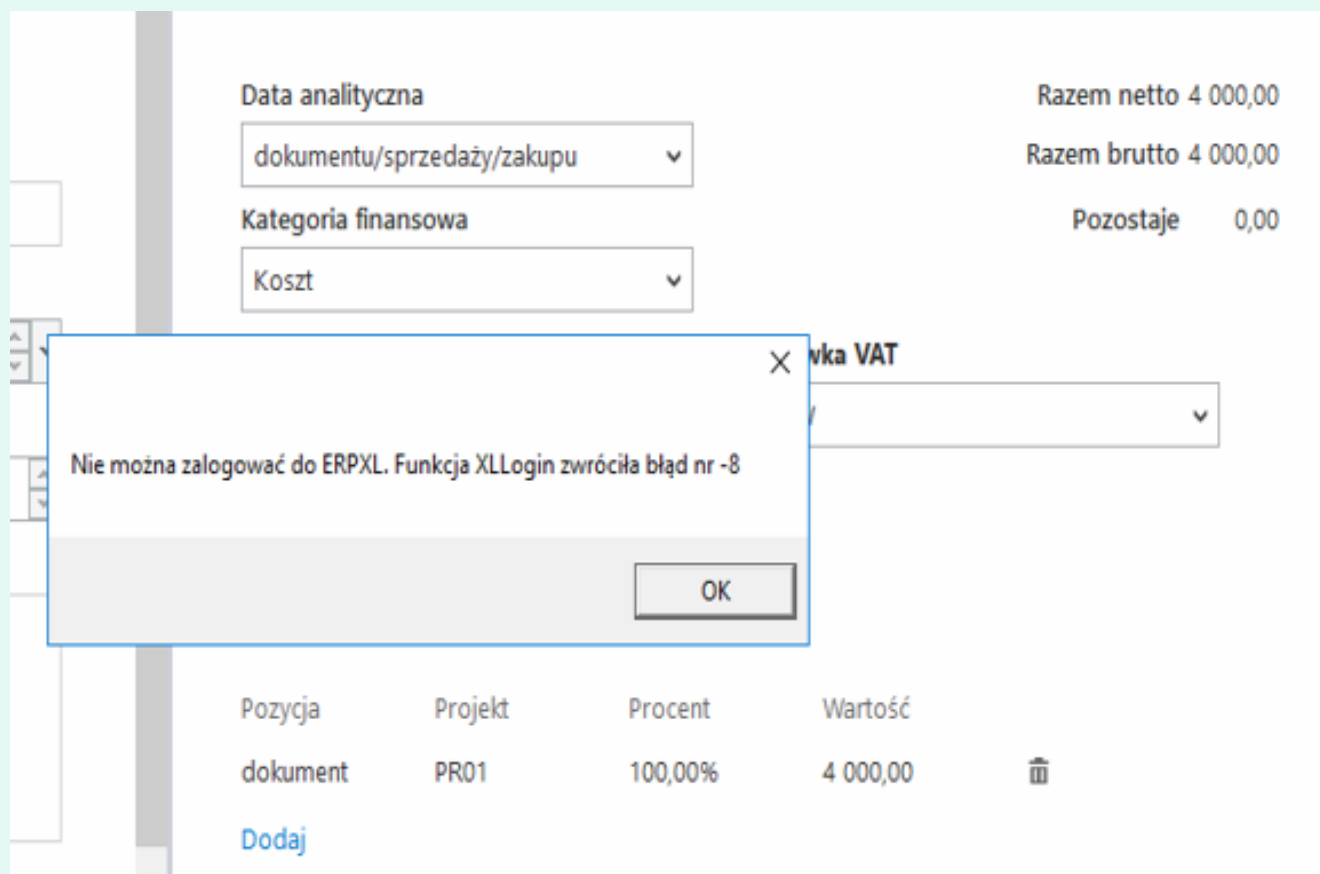 Data analityczna
Razem netto 4 000,00
dokumentu/sprzedaży/zakupu
Razem brutto 4 000,00
Kategoria finansowa
Pozostaje 0,00
Koszt
VAT
Nie można zalogować do ERPXL. Funkcja XLLogin zwróciła błąd nr -8
OK
Pozycja Projekt Procent Wartość
dokument PR01 100,00% 4 000,00
Dodaj